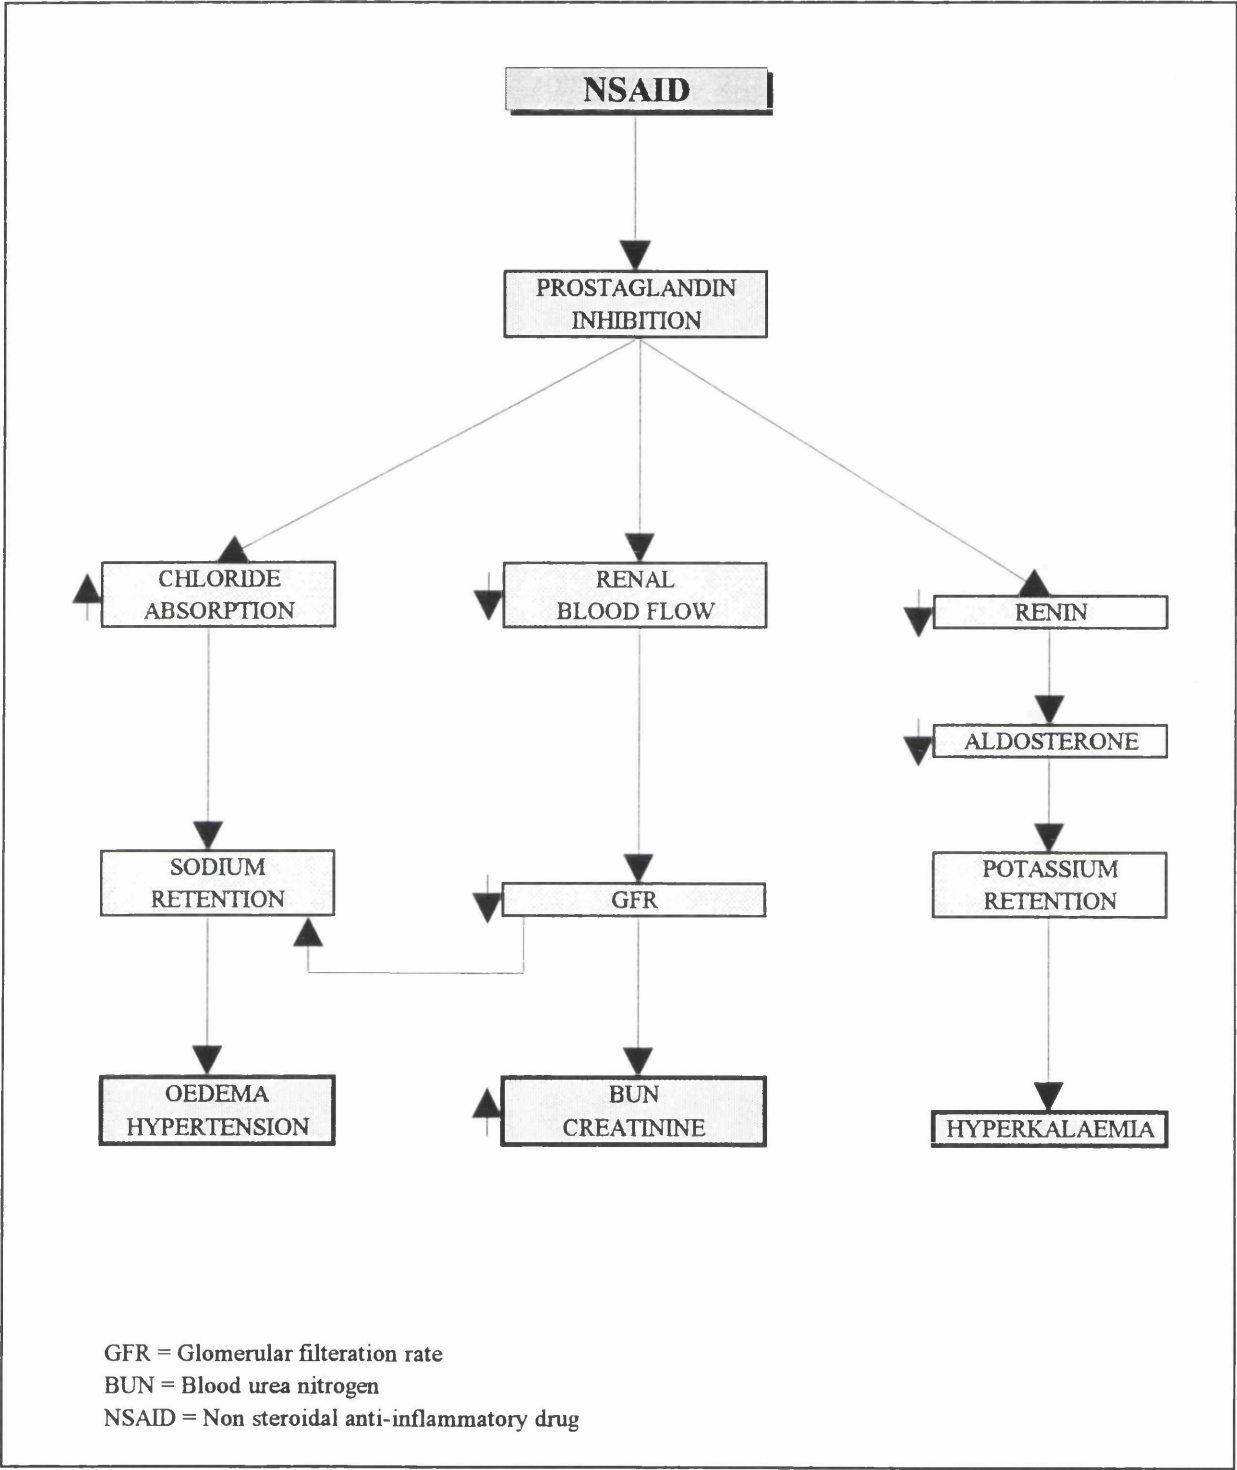 NSAID
PROSTAGLANDIN
INHIBITION
CHLORIDE
ABSORPTION
RENAL
BLOOD FLOW
RENIN
ALDOSTERONE
SODIUM
RETENTION
GFR
POTASSIUM
RETENTION
OEDEMA
HYPERTENSION
BUN
CREATININE
HYPERKALAEMIA
GFR = Glomerular filteration rate
BUN = Blood urea nitrogen
NSAID = Non steroidal anti-inflammatory drug